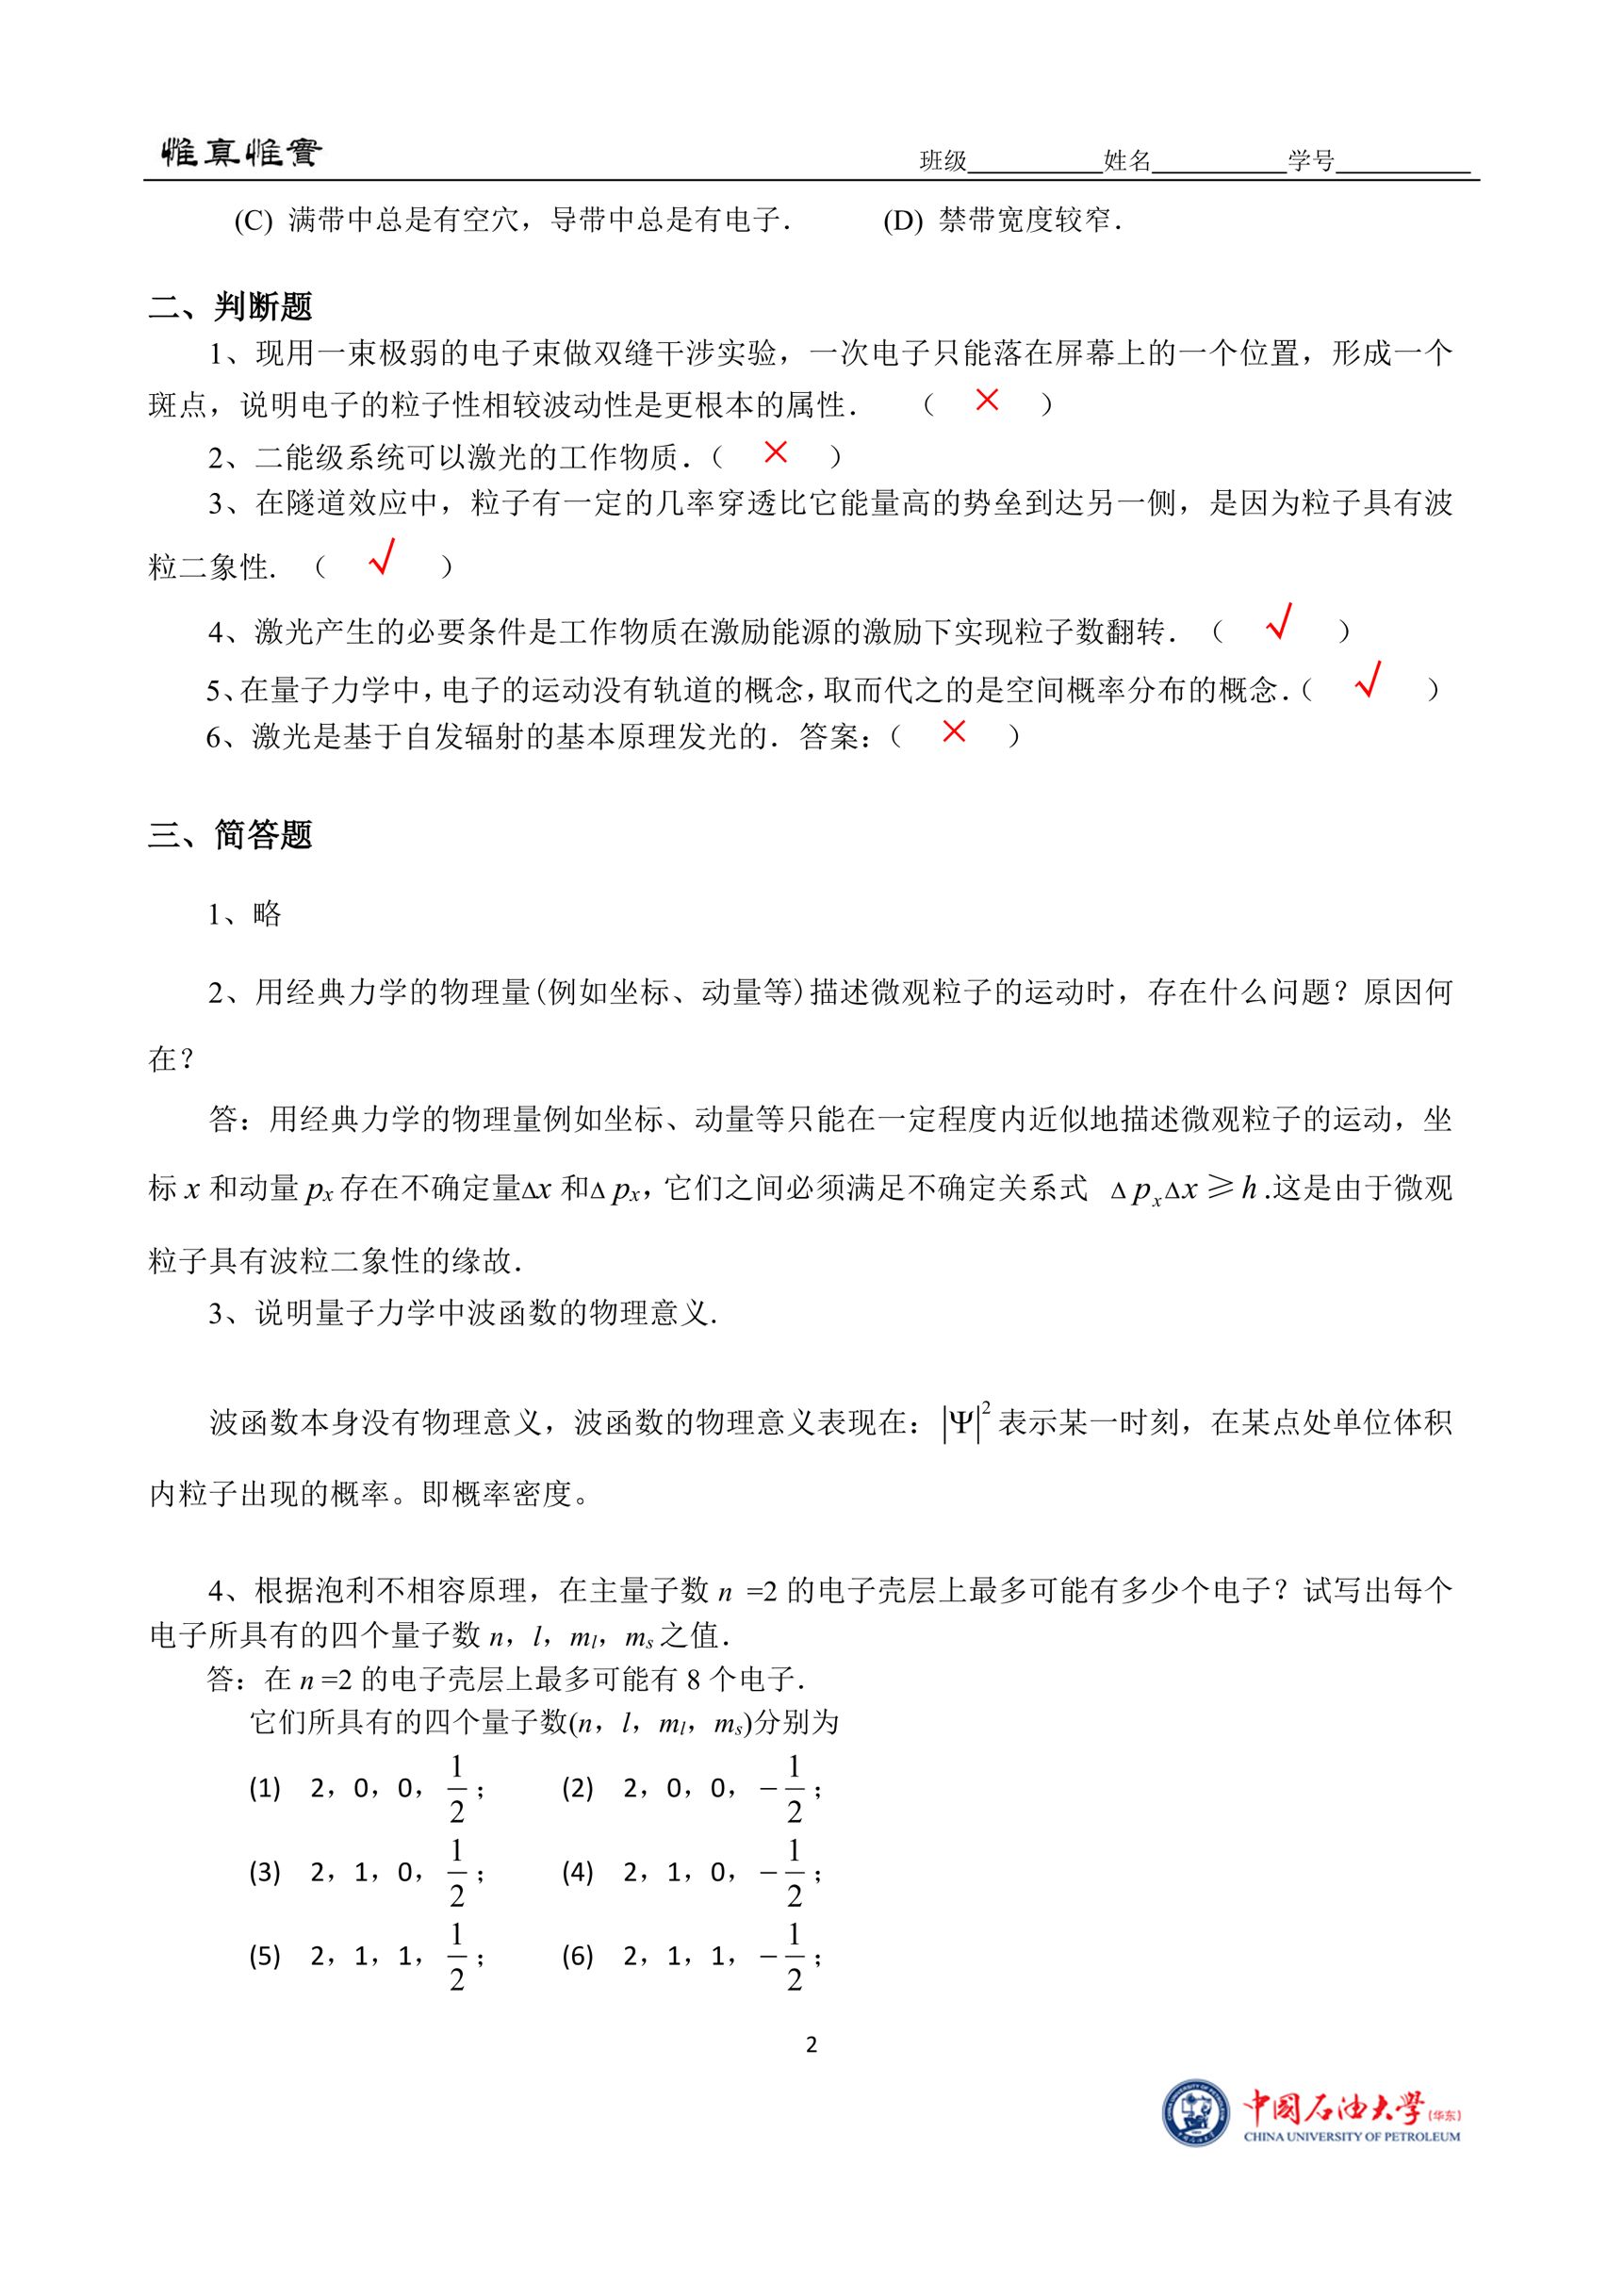 惟真惟實 班级__________姓名__________学号__________
(C) 满带中总是有空穴，导带中总是有电子． (D) 禁带宽度较窄．
二、判断题
1、现用一束极弱的电子束做双缝干涉实验，一次电子只能落在屏幕上的一个位置，形成一个
斑点，说明电子的粒子性相较波动性是更根本的属性． （ × ）
2、二能级系统可以激光的工作物质．（ × ）
3、在隧道效应中，粒子有一定的几率穿透比它能量高的势垒到达另一侧，是因为粒子具有波
粒二象性. （ √ ）
4、激光产生的必要条件是工作物质在激励能源的激励下实现粒子数翻转．（ √ ）
5、在量子力学中，电子的运动没有轨道的概念，取而代之的是空间概率分布的概念．（ √ ）
6、激光是基于自发辐射的基本原理发光的．答案：（ × ）
三、简答题
1、略
2、用经典力学的物理量(例如坐标、动量等)描述微观粒子的运动时，存在什么问题？原因何
在？
答：用经典力学的物理量例如坐标、动量等只能在一定程度内近似地描述微观粒子的运动，坐
标 x 和动量 pₓ 存在不确定量Δx 和Δ pₓ，它们之间必须满足不确定关系式 Δ pₓΔx ≥ h .这是由于微观
粒子具有波粒二象性的缘故．
3、说明量子力学中波函数的物理意义.
波函数本身没有物理意义，波函数的物理意义表现在：|Ψ|² 表示某一时刻，在某点处单位体积
内粒子出现的概率。即概率密度。
4、根据泡利不相容原理，在主量子数 n =2 的电子壳层上最多可能有多少个电子？试写出每个
电子所具有的四个量子数 n，l，mₗ，mₛ 之值．
答：在 n =2 的电子壳层上最多可能有 8 个电子．
它们所具有的四个量子数(n，l，mₗ，mₛ)分别为
(1) 2，0，0，1/2； (2) 2，0，0，−1/2；
(3) 2，1，0，1/2； (4) 2，1，0，−1/2；
(5) 2，1，1，1/2； (6) 2，1，1，−1/2；
2
中国石油大学(华东)
CHINA UNIVERSITY OF PETROLEUM